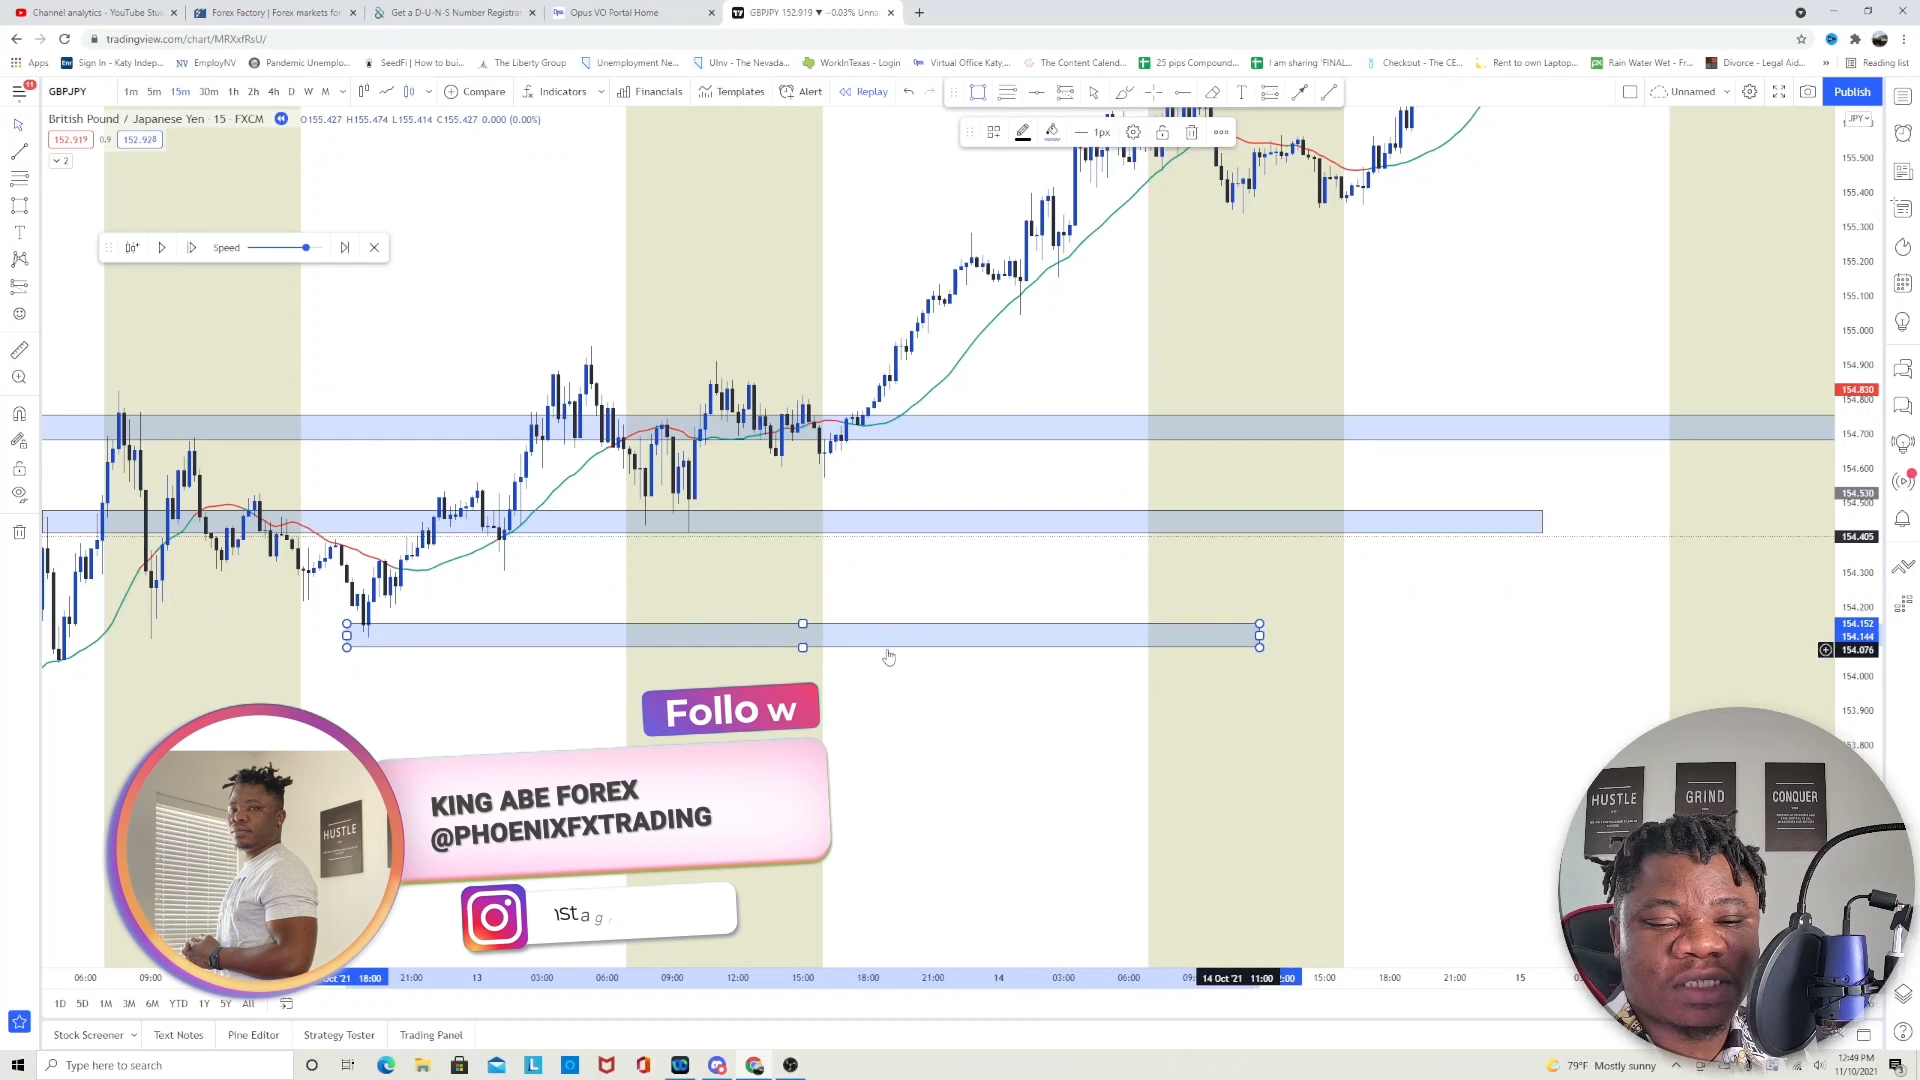 Channel analytics - YouTube Stu
Forex Factory | Forex markets for
Get a D-U-N-S Number Registrat
Opus VO Portal Home
GBPJPY 152.919 ▼ −0.03% Unna
tradingview.com/chart/MRXxfRsU/
Apps
Sign In - Katy Indep...
EmployNV
Pandemic Unemplo...
SeedFi | How to bui...
The Liberty Group
Unemployment Ne...
UInv - The Nevada...
WorkInTexas - Login
Virtual Office Katy,...
The Content Calend...
25 pips Compound...
I am sharing 'FINAL...
Checkout - The CE...
Rent to own Laptop...
Rain Water Wet - Fr...
Divorce - Legal Aid...
Reading list
11
GBPJPY
1m 5m 15m 30m 1h 2h 4h D W M
Compare
Indicators
Financials
Templates
Alert
Replay
Unnamed
Publish
British Pound / Japanese Yen · 15 · FXCM
O155.427 H155.474 L155.414 C155.427 0.000 (0.00%)
152.919 0.9 152.928
2
1px
JPY
Speed
155.500
155.400
155.300
155.200
155.100
155.000
154.900
154.830
154.800
154.700
154.600
154.530
154.500
154.405
154.300
154.200
154.152
154.144
154.076
154.000
153.900
153.800
Follow
KING ABE FOREX
@PHOENIXFXTRADING
HUSTLE
HUSTLE
GRIND
CONQUER
06:00 09:00 Oct '21 18:00 21:00 13 03:00 06:00 09:00 12:00 15:00 18:00 21:00 14 03:00 06:00 14 Oct '21 11:00 15:00 18:00 21:00 15
1D 5D 1M 3M 6M YTD 1Y 5Y All
Stock Screener
Text Notes
Pine Editor
Strategy Tester
Trading Panel
Type here to search
79°F Mostly sunny
12:49 PM
11/10/2021